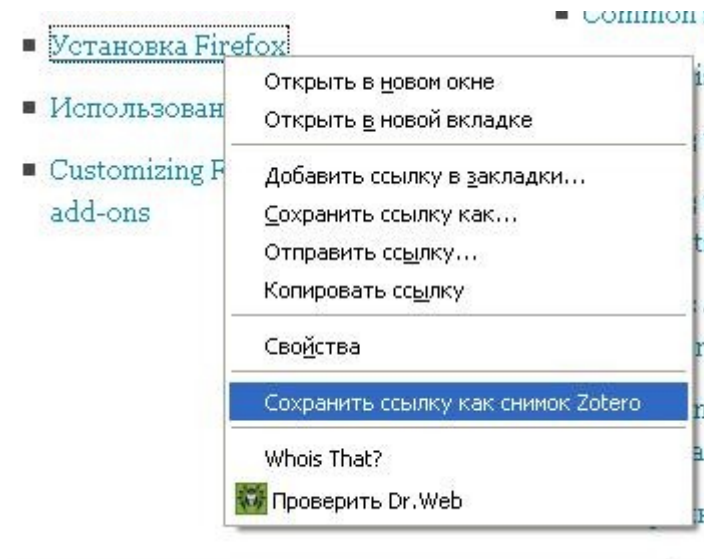 Common
Установка Firefox
Использован
Customizing F
add-ons
Открыть в новом окне
Открыть в новой вкладке
Добавить ссылку в закладки...
Сохранить ссылку как...
Отправить ссылку...
Копировать ссылку
Свойства
Сохранить ссылку как снимок Zotero
Whois That?
Проверить Dr.Web